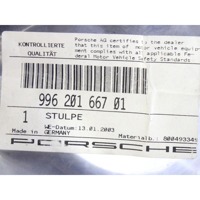 KONTROLLIERTE
QUALITÄT
Porsche AG certifies to the dealer
that this item of motor vehicle equip
ment complies with all applicable Fe
deral Motor Vehicle Safety Standards
996 201 667 01
1 STULPE
WE-Datum: 13.01.2003
Made in
GERMANY
Materialb.: 800493345
PORSCHE